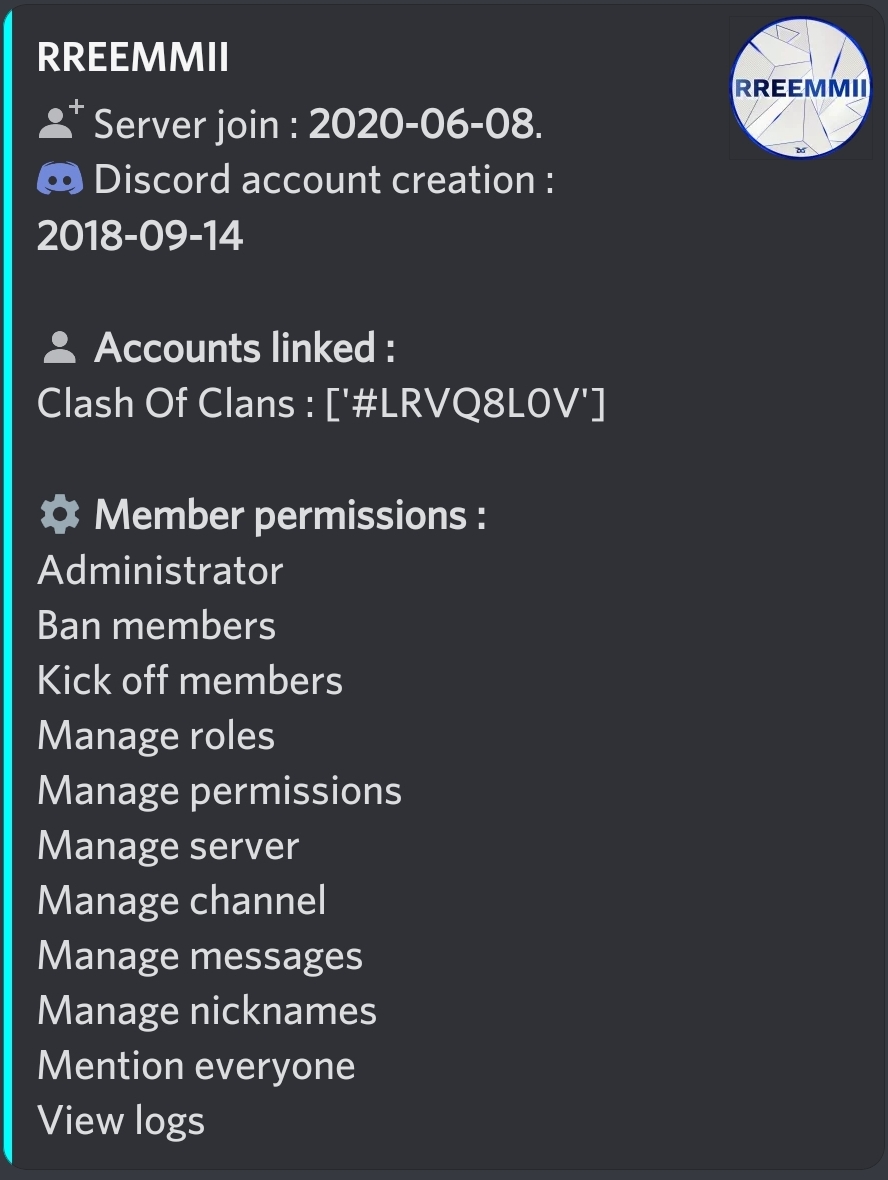 RREEMMII
RREEMMII
Server join : 2020-06-08.
Discord account creation :
2018-09-14
Accounts linked :
Clash Of Clans : ['#LRVQ8L0V']
Member permissions :
Administrator
Ban members
Kick off members
Manage roles
Manage permissions
Manage server
Manage channel
Manage messages
Manage nicknames
Mention everyone
View logs